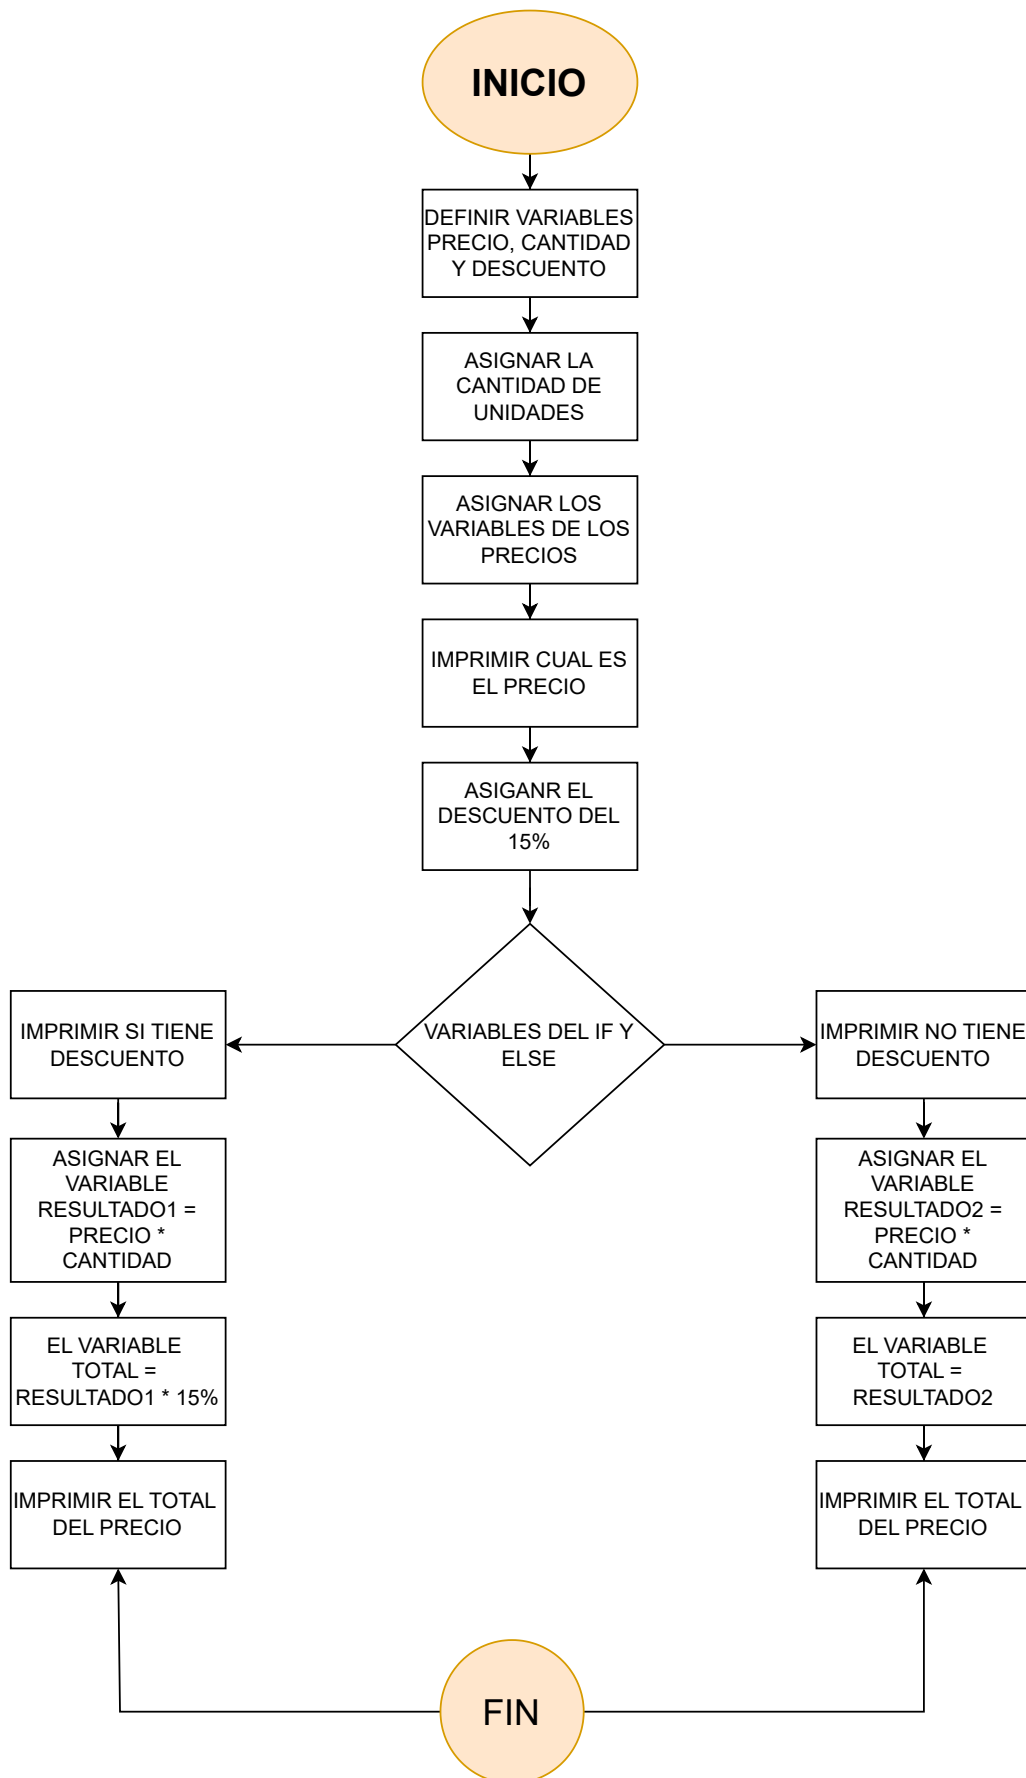 INICIO
DEFINIR VARIABLES
PRECIO, CANTIDAD
Y DESCUENTO
ASIGNAR LA
CANTIDAD DE
UNIDADES
ASIGNAR LOS
VARIABLES DE LOS
PRECIOS
IMPRIMIR CUAL ES
EL PRECIO
ASIGANR EL
DESCUENTO DEL
15%
VARIABLES DEL IF Y
ELSE
IMPRIMIR SI TIENE
DESCUENTO
ASIGNAR EL
VARIABLE
RESULTADO1 =
PRECIO *
CANTIDAD
EL VARIABLE
TOTAL =
RESULTADO1 * 15%
IMPRIMIR EL TOTAL
DEL PRECIO
IMPRIMIR NO TIENE
DESCUENTO
ASIGNAR EL
VARIABLE
RESULTADO2 =
PRECIO *
CANTIDAD
EL VARIABLE
TOTAL =
RESULTADO2
IMPRIMIR EL TOTAL
DEL PRECIO
FIN